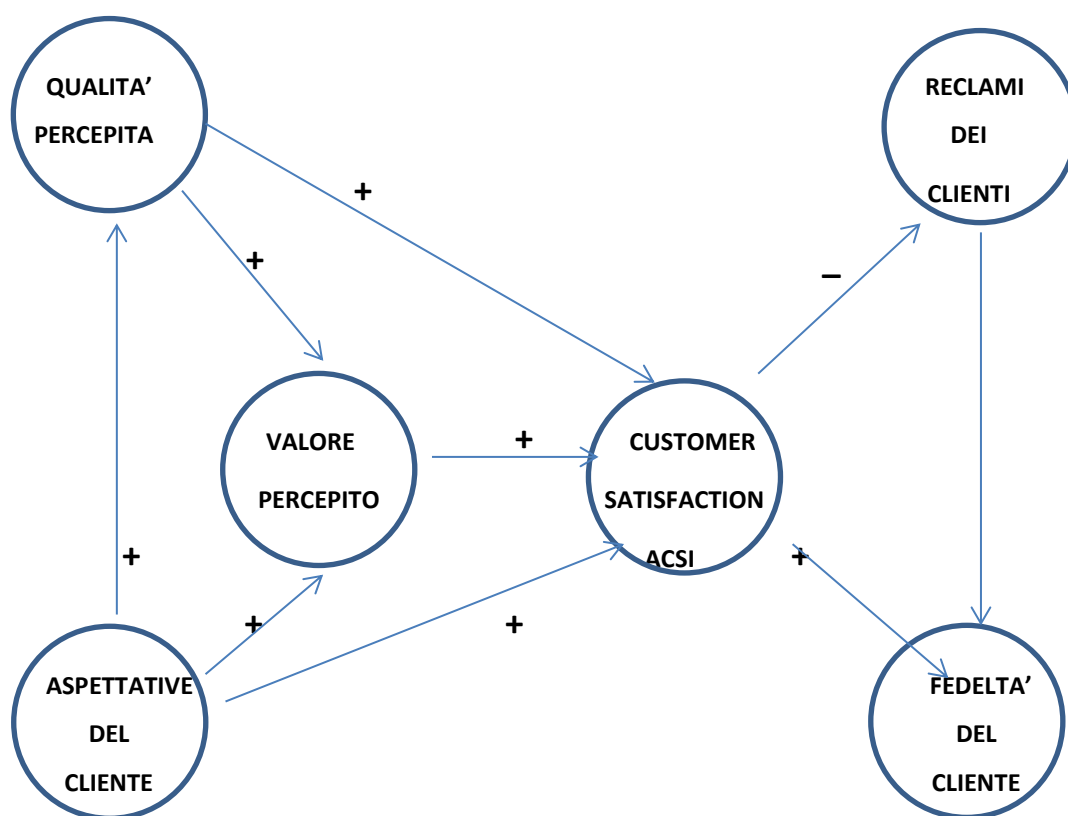 QUALITA'
PERCEPITA
RECLAMI
DEI
CLIENTI
+
+
–
VALORE
PERCEPITO
+
CUSTOMER
SATISFACTION
ACSI
+
+
+
+
ASPETTATIVE
DEL
CLIENTE
FEDELTA'
DEL
CLIENTE